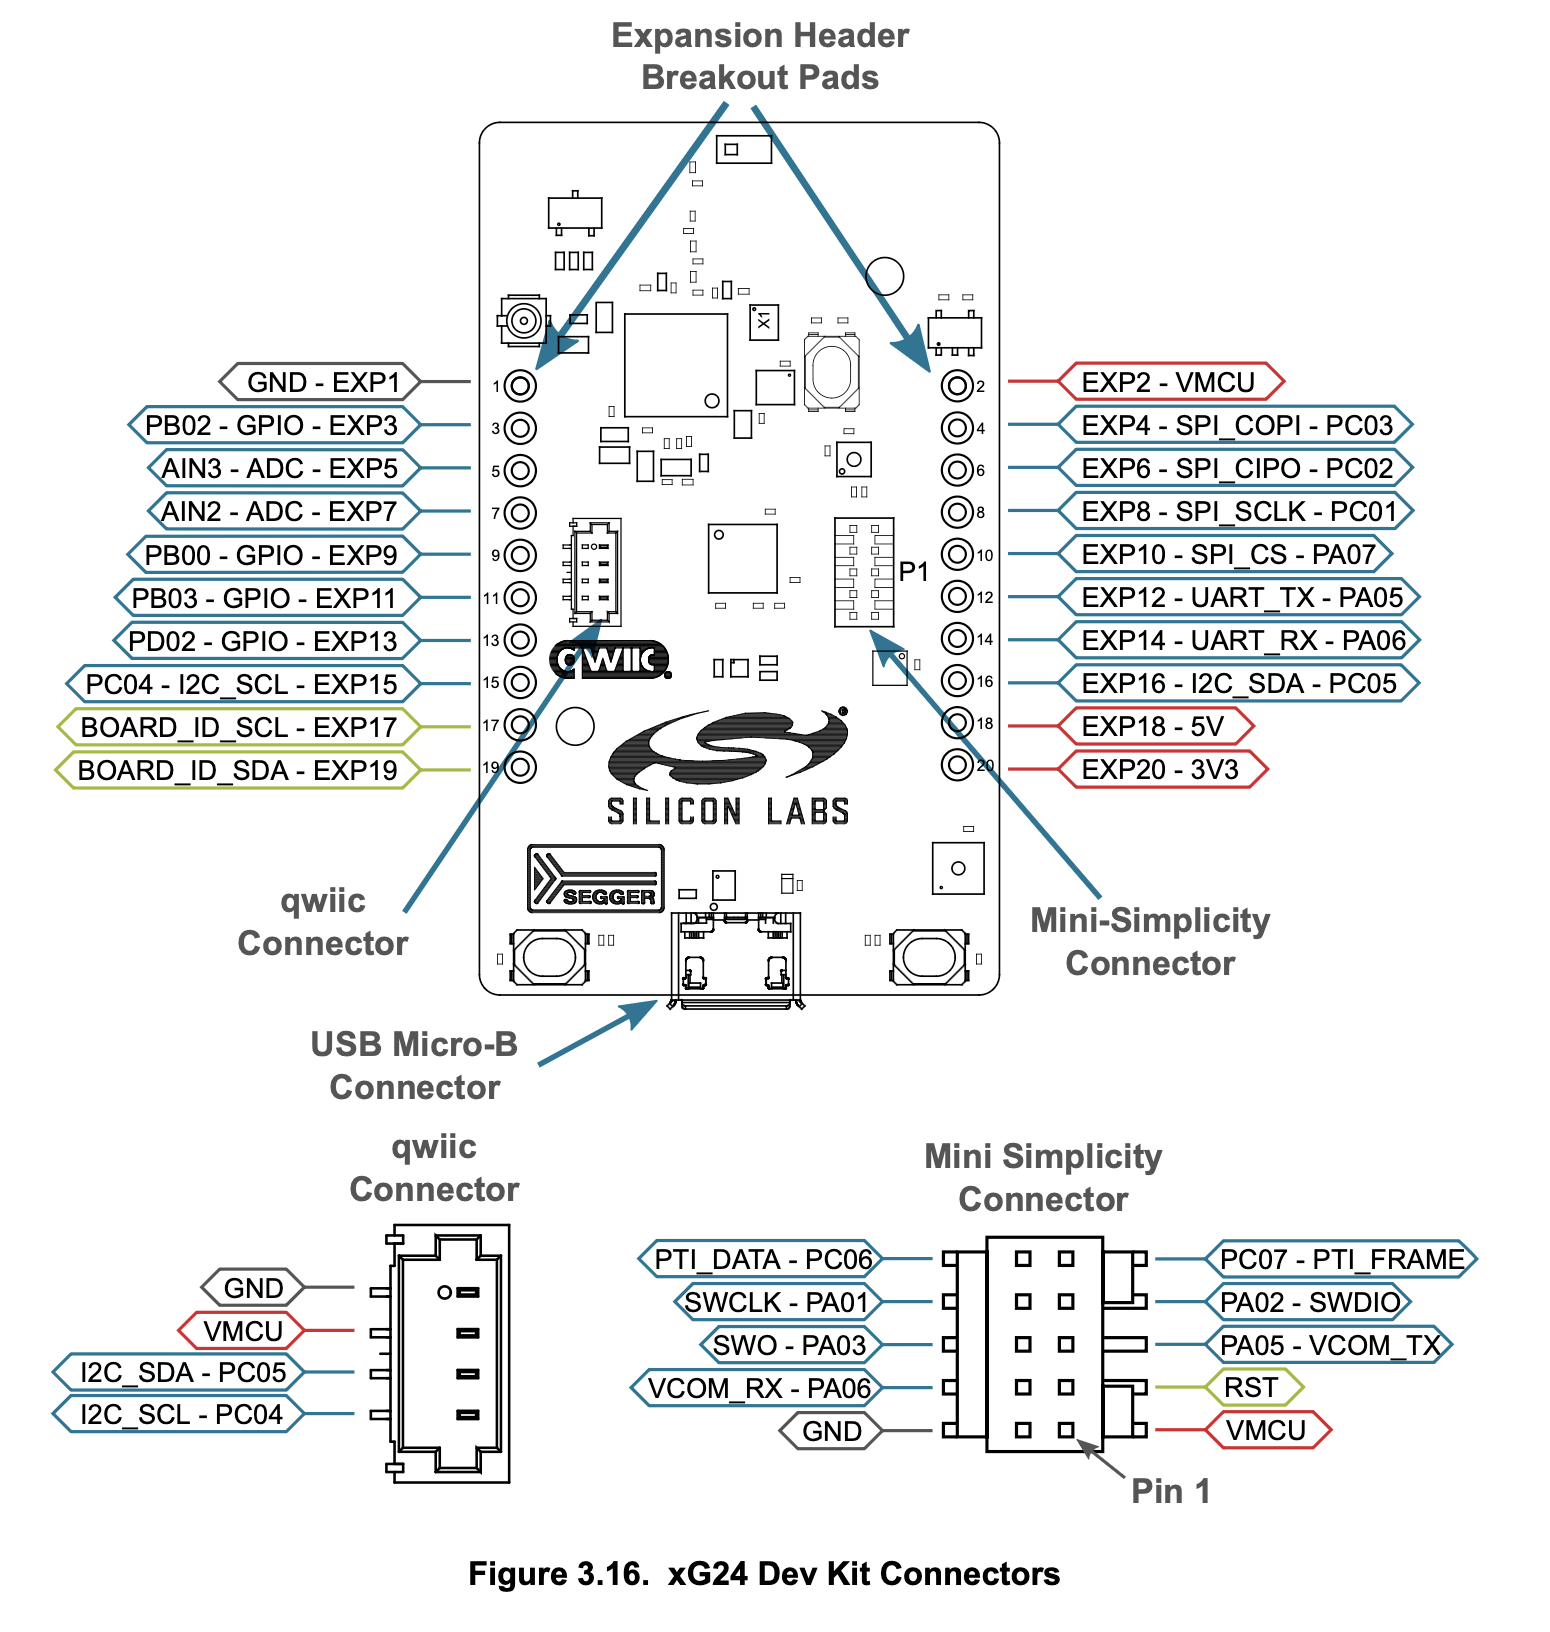 Expansion Header
Breakout Pads
X1
GND - EXP1
1
2
EXP2 - VMCU
PB02 - GPIO - EXP3
3
4
EXP4 - SPI_COPI - PC03
AIN3 - ADC - EXP5
5
6
EXP6 - SPI_CIPO - PC02
AIN2 - ADC - EXP7
7
8
EXP8 - SPI_SCLK - PC01
PB00 - GPIO - EXP9
9
10
EXP10 - SPI_CS - PA07
P1
PB03 - GPIO - EXP11
11
12
EXP12 - UART_TX - PA05
PD02 - GPIO - EXP13
13
14
EXP14 - UART_RX - PA06
qwiic
PC04 - I2C_SCL - EXP15
15
16
EXP16 - I2C_SDA - PC05
BOARD_ID_SCL - EXP17
17
18
EXP18 - 5V
BOARD_ID_SDA - EXP19
19
20
EXP20 - 3V3
®
SILICON LABS
SEGGER
qwiic
Connector
Mini-Simplicity
Connector
USB Micro-B
Connector
qwiic
Connector
GND
VMCU
I2C_SDA - PC05
I2C_SCL - PC04
Mini Simplicity
Connector
PTI_DATA - PC06
PC07 - PTI_FRAME
SWCLK - PA01
PA02 - SWDIO
SWO - PA03
PA05 - VCOM_TX
VCOM_RX - PA06
RST
GND
VMCU
Pin 1
Figure 3.16. xG24 Dev Kit Connectors